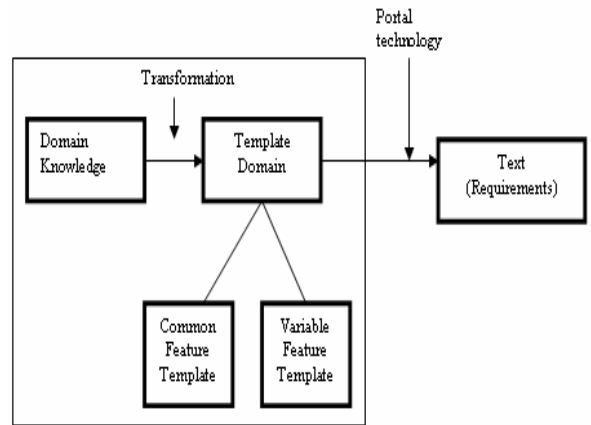 Portal
technology
Transformation
Domain
Knowledge
Template
Domain
Text
(Requirements)
Common
Feature
Template
Variable
Feature
Template